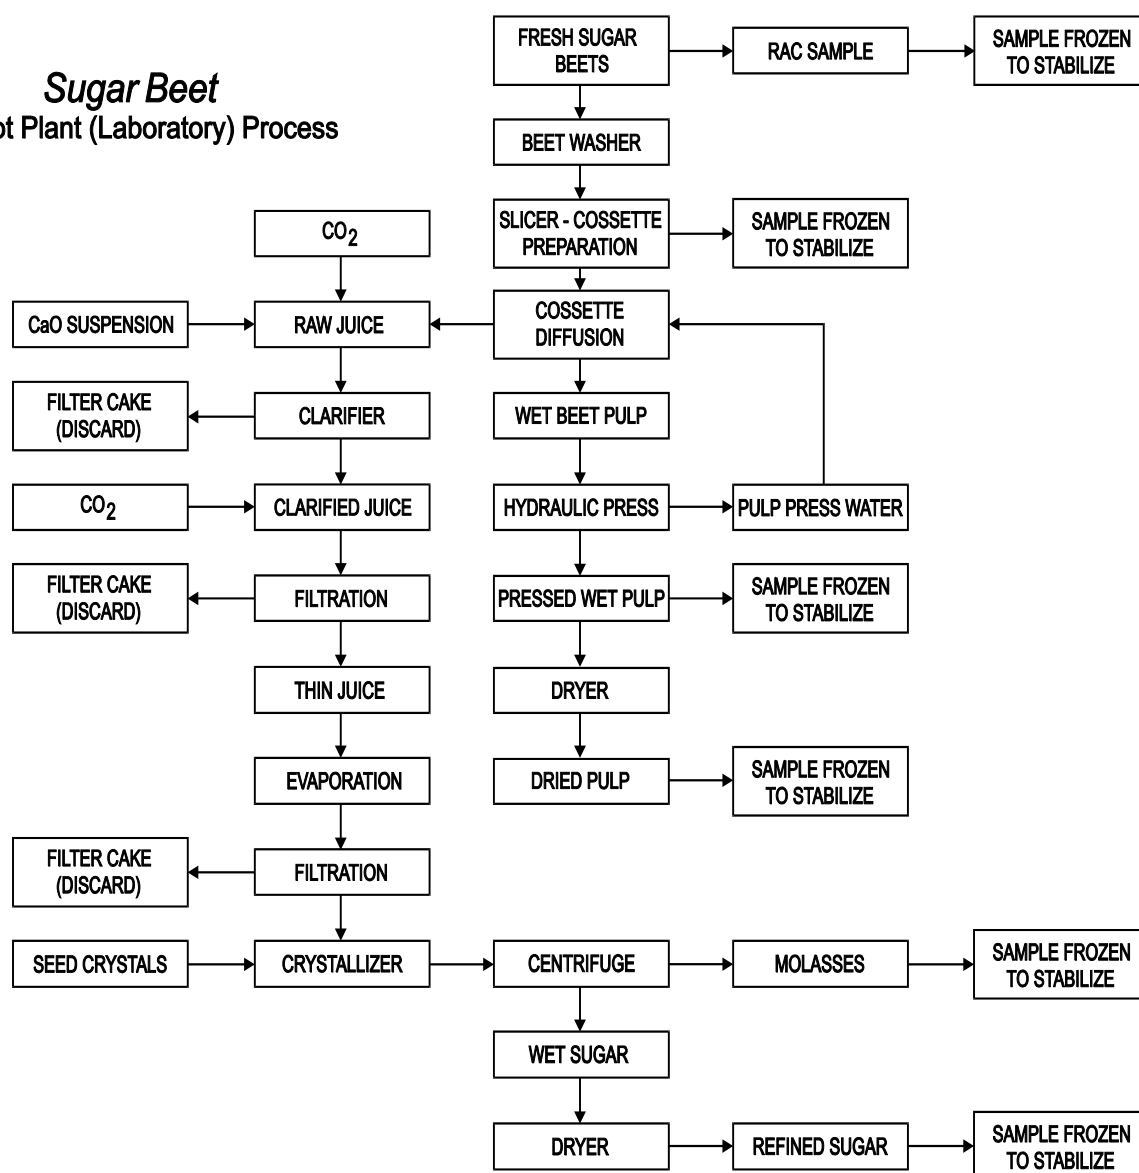 FRESH SUGAR
BEETS
RAC SAMPLE
SAMPLE FROZEN
TO STABILIZE
Sugar Beet
ot Plant (Laboratory) Process
BEET WASHER
SLICER - COSSETTE
PREPARATION
SAMPLE FROZEN
TO STABILIZE
CO2
CaO SUSPENSION
RAW JUICE
COSSETTE
DIFFUSION
FILTER CAKE
(DISCARD)
CLARIFIER
WET BEET PULP
CO2
CLARIFIED JUICE
HYDRAULIC PRESS
PULP PRESS WATER
FILTER CAKE
(DISCARD)
FILTRATION
PRESSED WET PULP
SAMPLE FROZEN
TO STABILIZE
THIN JUICE
DRYER
EVAPORATION
DRIED PULP
SAMPLE FROZEN
TO STABILIZE
FILTER CAKE
(DISCARD)
FILTRATION
SEED CRYSTALS
CRYSTALLIZER
CENTRIFUGE
MOLASSES
SAMPLE FROZEN
TO STABILIZE
WET SUGAR
DRYER
REFINED SUGAR
SAMPLE FROZEN
TO STABILIZE